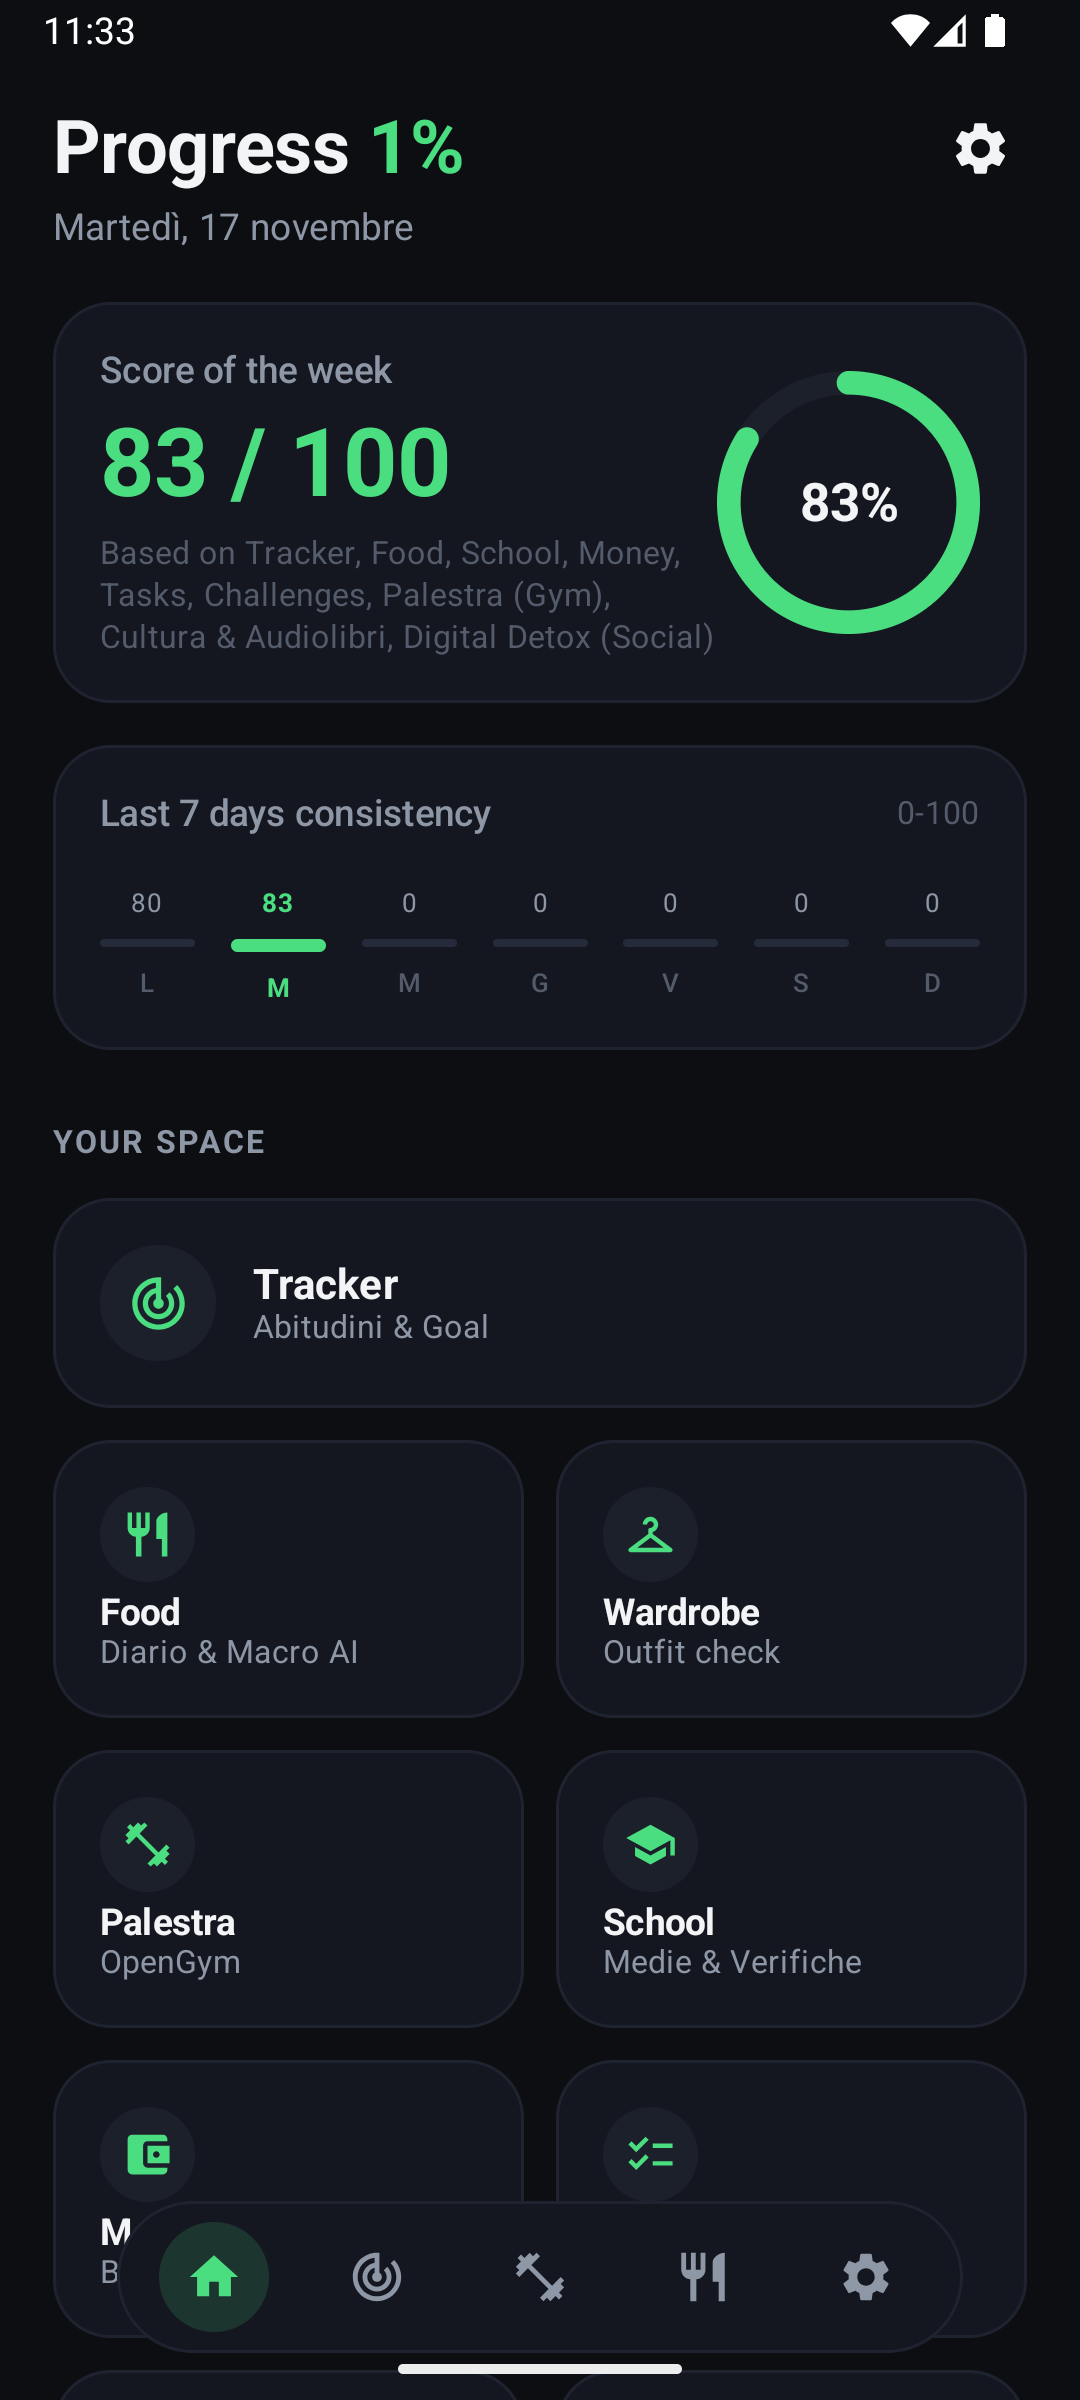 11:33
Progress 1%
Martedì, 17 novembre
Score of the week
83 / 100
83%
Based on Tracker, Food, School, Money,
Tasks, Challenges, Palestra (Gym),
Cultura & Audiolibri, Digital Detox (Social)
Last 7 days consistency
0-100
80 83 0 0 0 0 0
L M M G V S D
YOUR SPACE
Tracker
Abitudini & Goal
Food
Diario & Macro AI
Wardrobe
Outfit check
Palestra
OpenGym
School
Medie & Verifiche